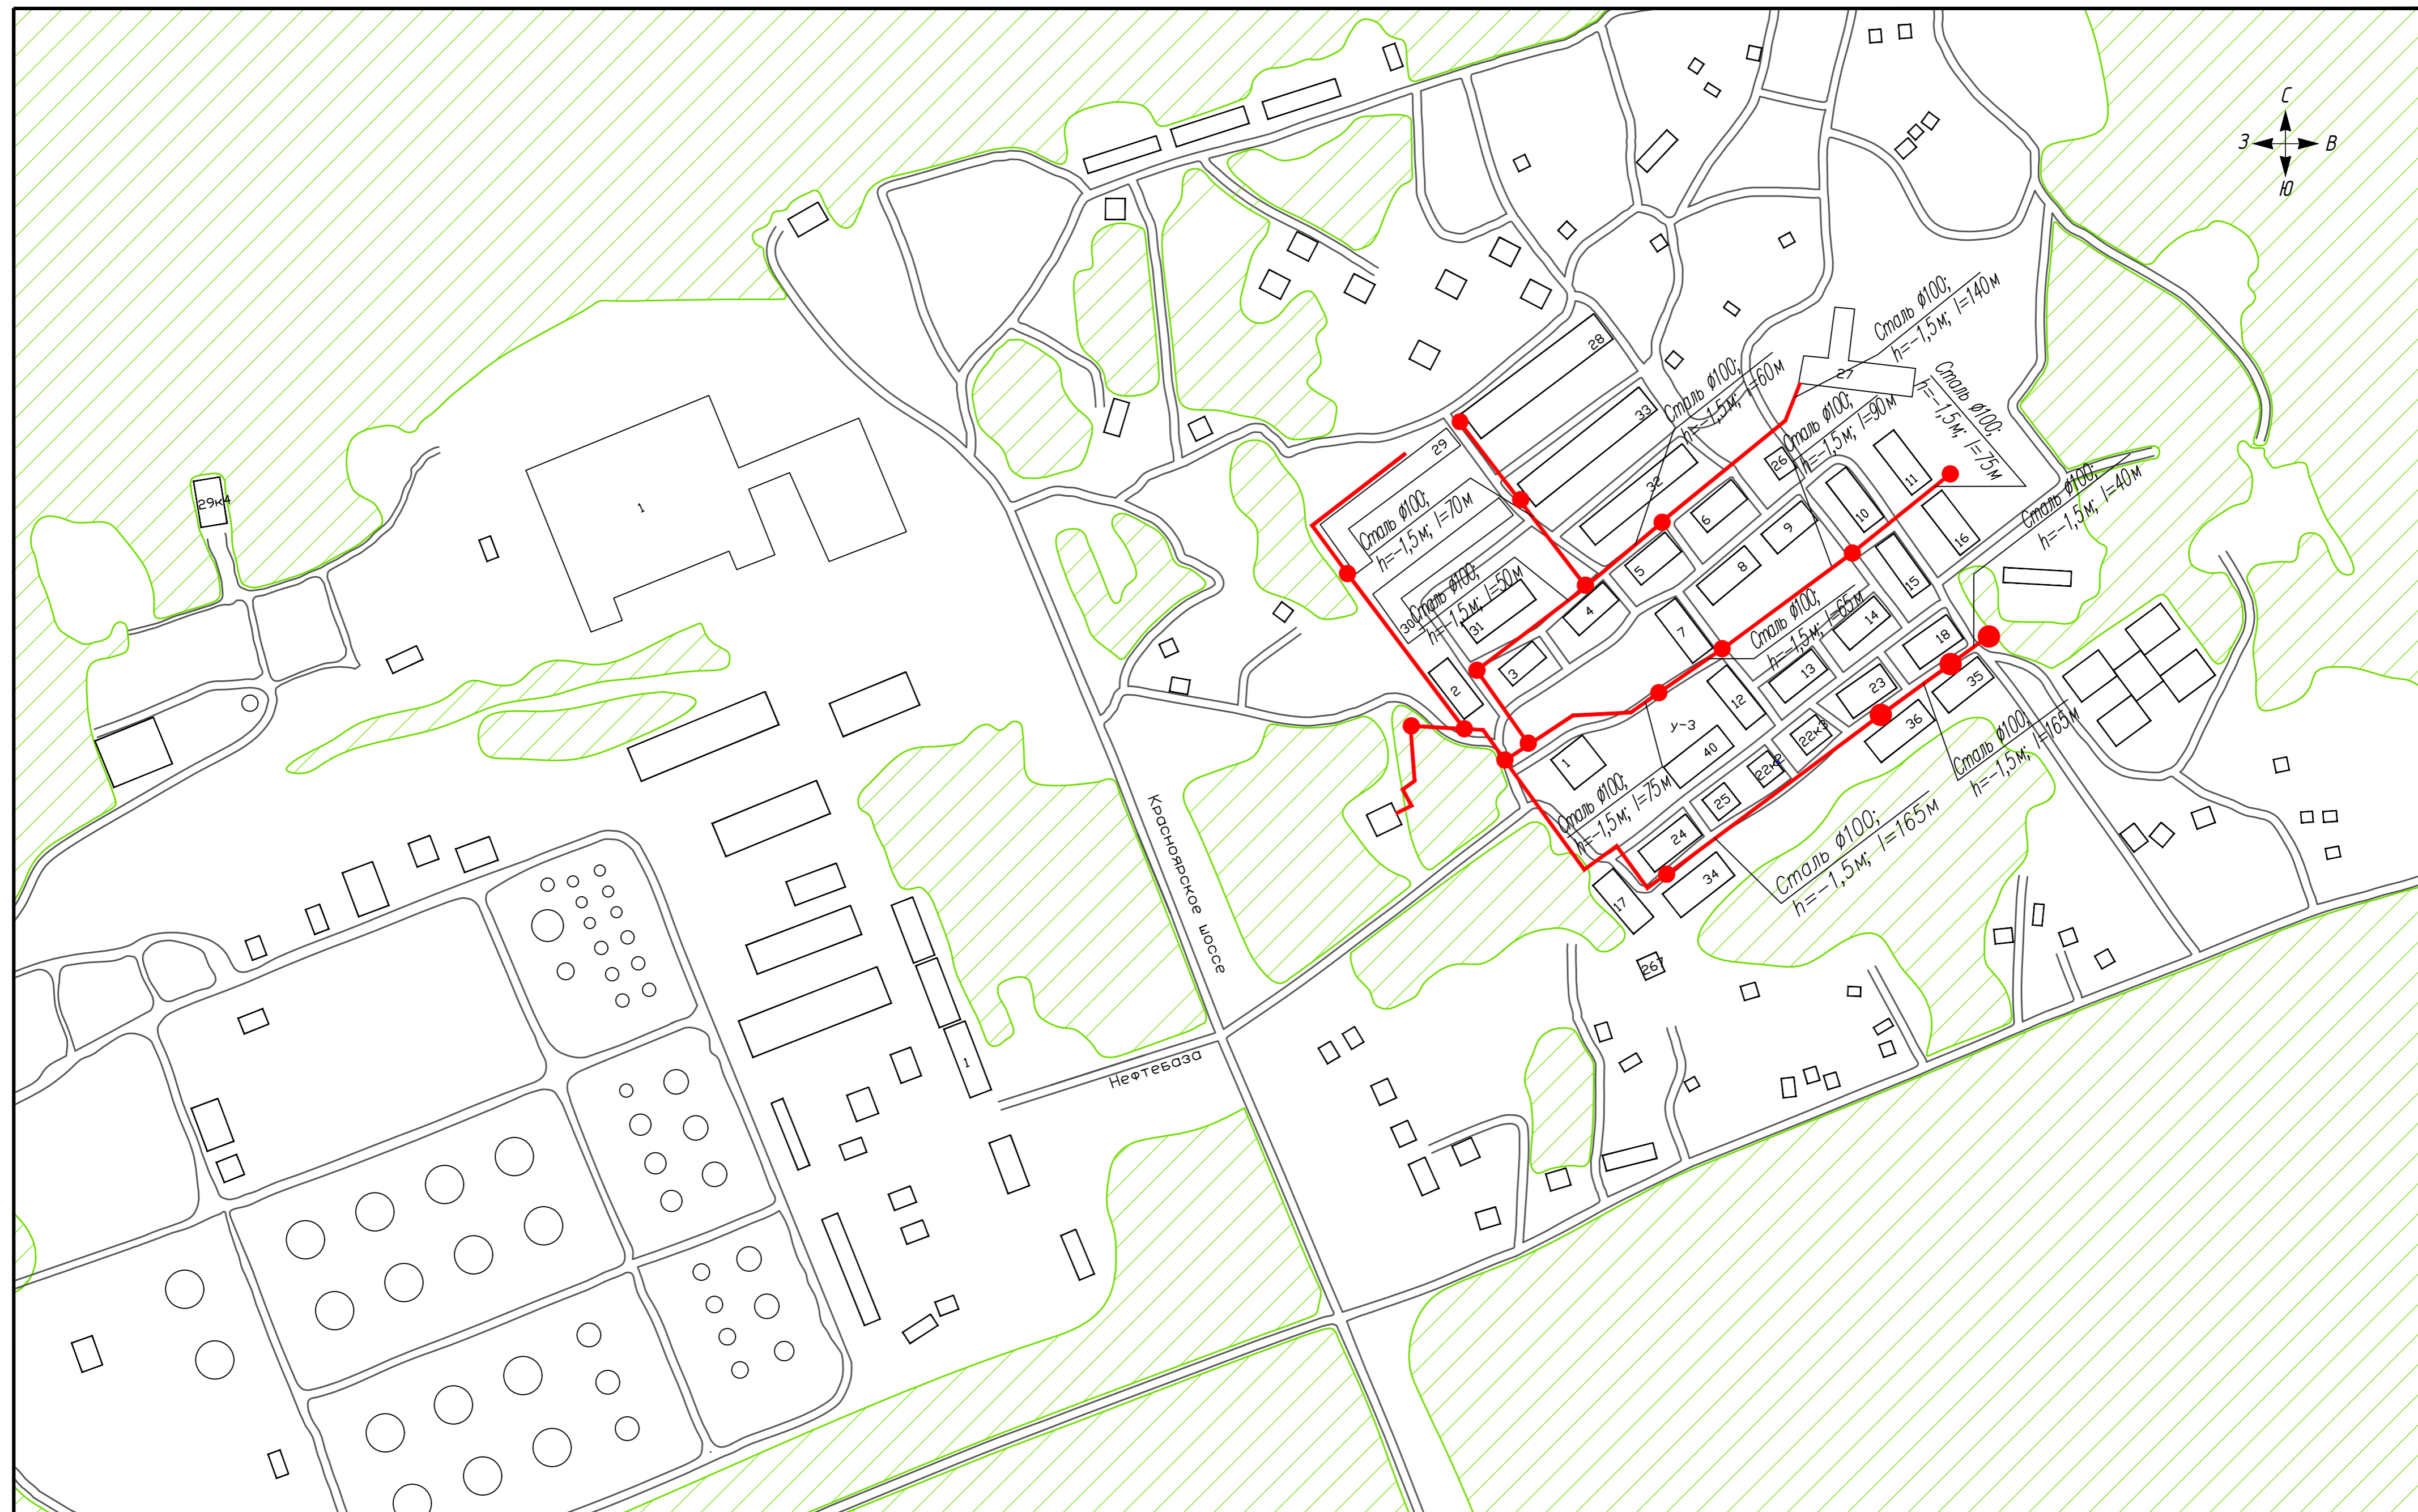 С
З
В
Ю
Сталь ø100;
h=-1,5м; l=140м
Сталь ø100;
h=-1,5м; l=60м
Сталь ø100;
h=-1,5м; l=90м
Сталь ø100;
h=-1,5м; l=75м
Сталь ø100;
h=-1,5м; l=40м
Сталь ø100;
h=-1,5м; l=70м
Сталь ø100;
h=-1,5м; l=50м
Сталь ø100;
h=-1,5м; l=65м
Сталь ø100;
h=-1,5м; l=165м
Сталь ø100;
h=-1,5м; l=75м
Сталь ø100;
h=-1,5м; l=165м
28
27
33
29
26
32
11
29к4
1
6
10
9
16
5
8
15
4
30
31
7
14
3
18
13
2
35
23
12
у-3
36
40
22к3
1
22к2
25
24
34
17
267
1
Красноярское шоссе
Нефтебаза